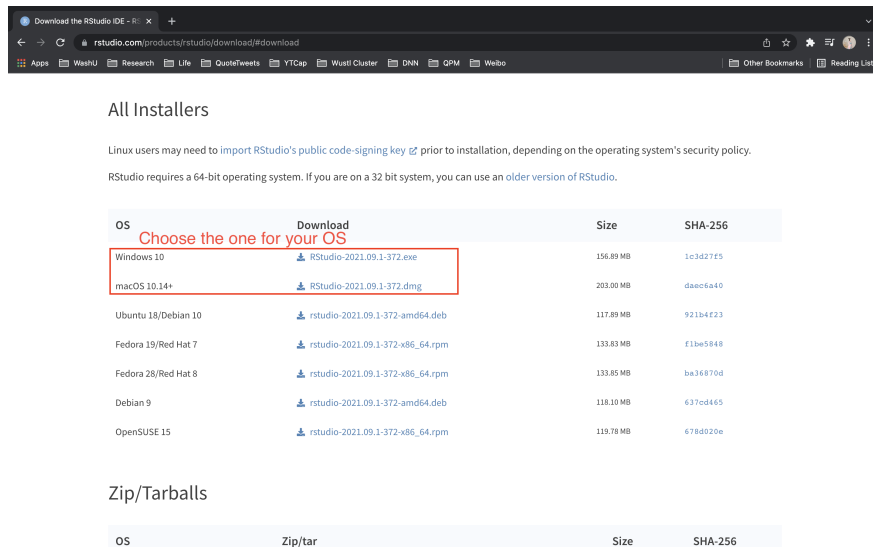 Download the RStudio IDE - RS
rstudio.com/products/rstudio/download/#download
Apps WashU Research Life QuoteTweets YTCap Wustl Cluster DNN QPM Weibo Other Bookmarks Reading List
All Installers
Linux users may need to import RStudio's public code-signing key prior to installation, depending on the operating system's security policy.
RStudio requires a 64-bit operating system. If you are on a 32 bit system, you can use an older version of RStudio.
OS Download Size SHA-256
Choose the one for your OS
Windows 10 RStudio-2021.09.1-372.exe 156.89 MB 1c3d27f5
macOS 10.14+ RStudio-2021.09.1-372.dmg 203.00 MB daec6a40
Ubuntu 18/Debian 10 rstudio-2021.09.1-372-amd64.deb 117.89 MB 921b4f23
Fedora 19/Red Hat 7 rstudio-2021.09.1-372-x86_64.rpm 133.83 MB f1be5848
Fedora 28/Red Hat 8 rstudio-2021.09.1-372-x86_64.rpm 133.85 MB ba36870d
Debian 9 rstudio-2021.09.1-372-amd64.deb 118.10 MB 637cd465
OpenSUSE 15 rstudio-2021.09.1-372-x86_64.rpm 119.78 MB 678d020e
Zip/Tarballs
OS Zip/tar Size SHA-256